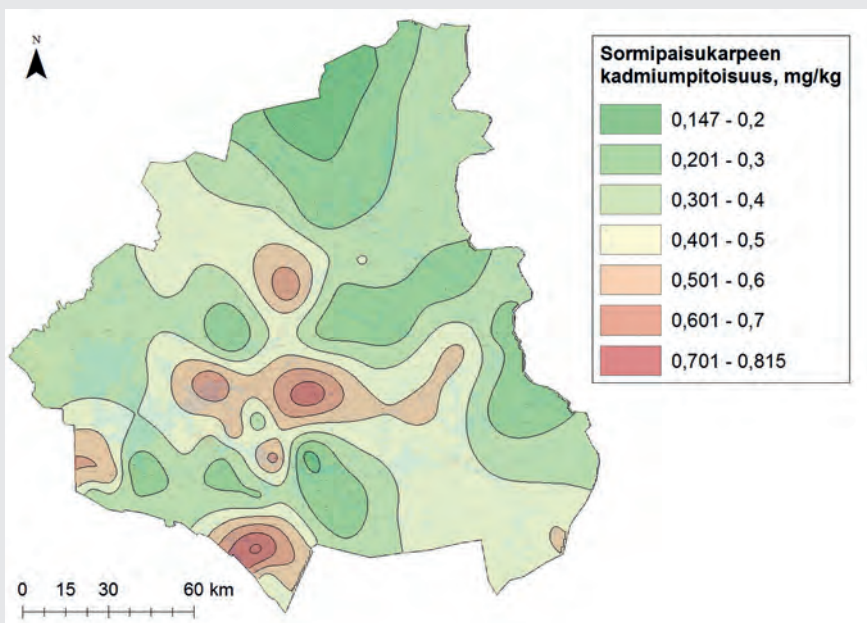 N
Sormipaisukarpeen
kadmiumpitoisuus, mg/kg
0,147 - 0,2
0,201 - 0,3
0,301 - 0,4
0,401 - 0,5
0,501 - 0,6
0,601 - 0,7
0,701 - 0,815
0 15 30 60 km